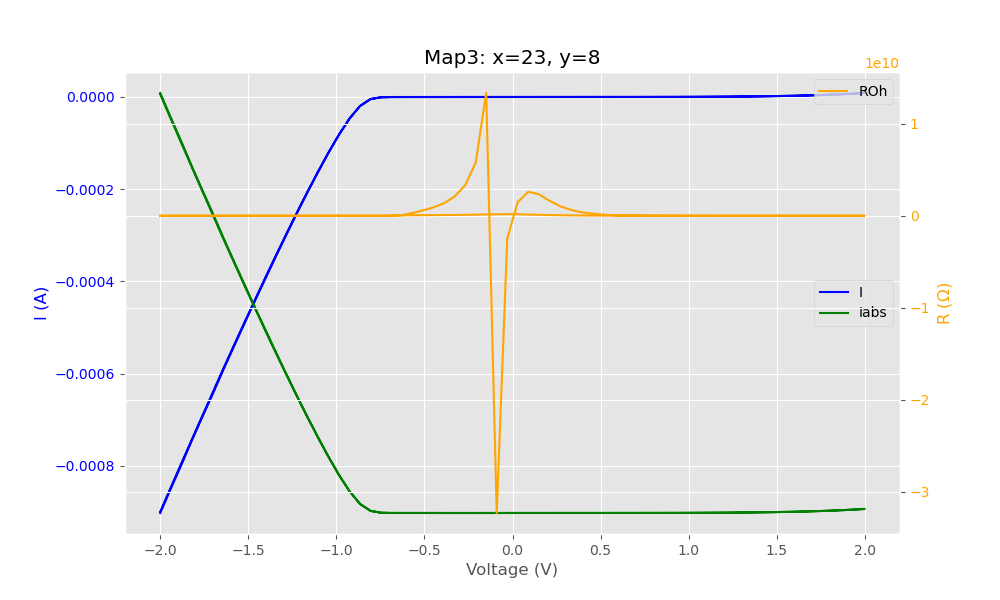 Map3: x=23, y=8
1e10
ROh
I
iabs
0.0000
−0.0002
−0.0004
−0.0006
−0.0008
I (A)
1
0
−1
−2
−3
R (Ω)
−2.0 −1.5 −1.0 −0.5 0.0 0.5 1.0 1.5 2.0
Voltage (V)